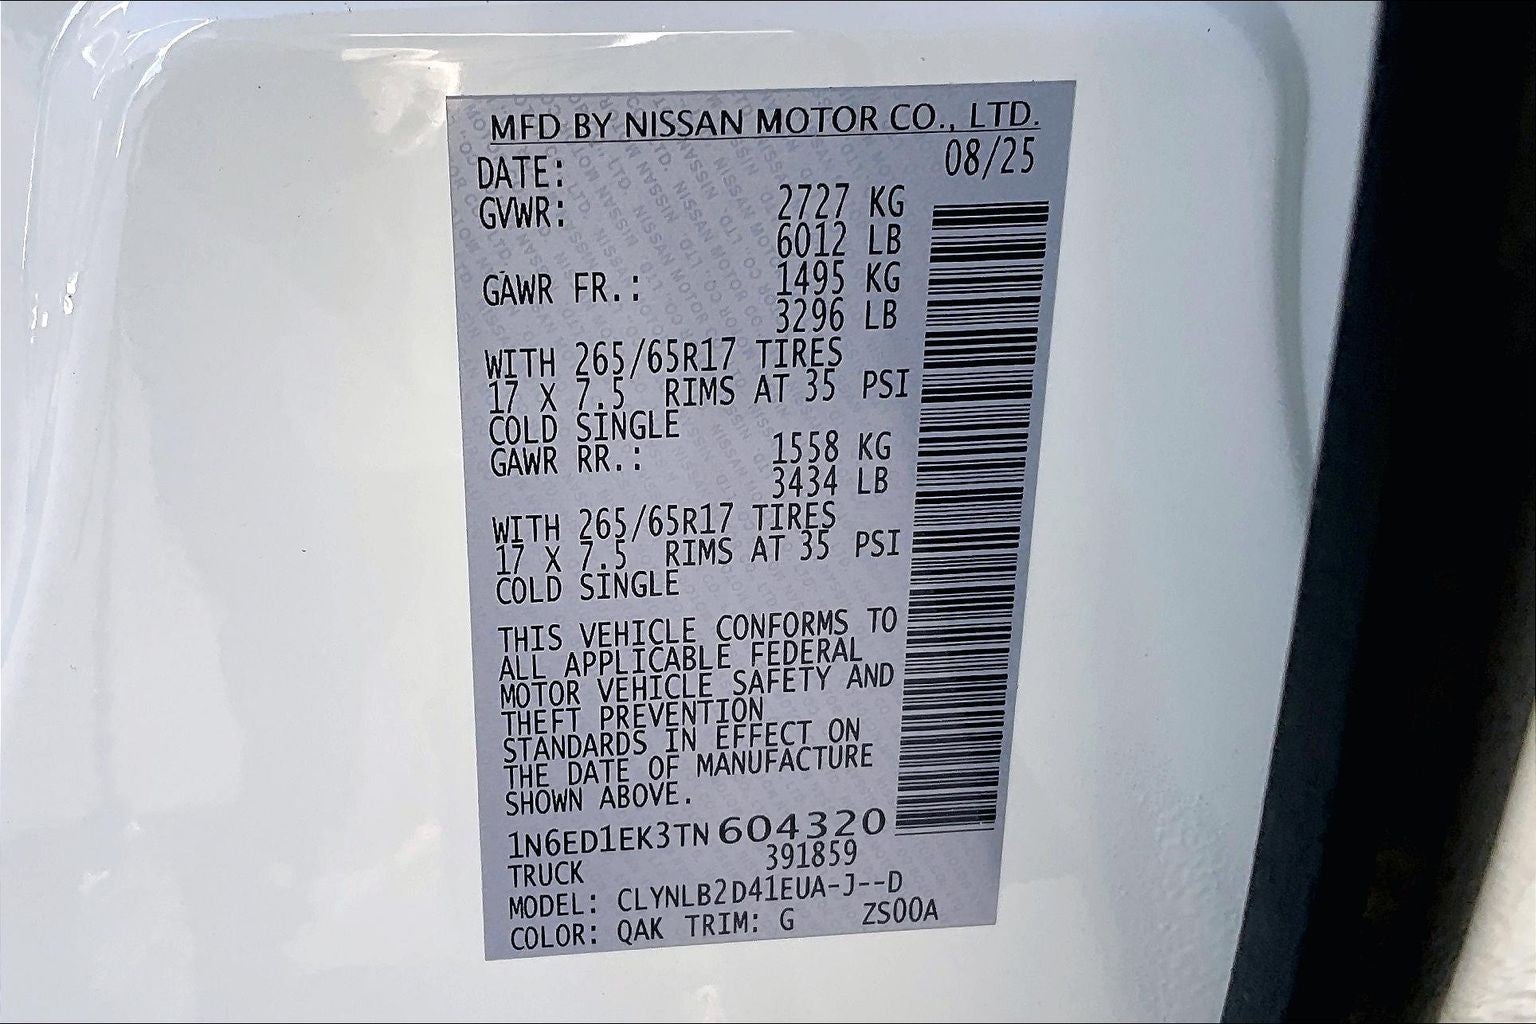 MFD BY NISSAN MOTOR CO., LTD.
DATE: 08/25
GVWR: 2727 KG
6012 LB
GAWR FR.: 1495 KG
3296 LB
WITH 265/65R17 TIRES
17 X 7.5 RIMS AT 35 PSI
COLD SINGLE
GAWR RR.: 1558 KG
3434 LB
WITH 265/65R17 TIRES
17 X 7.5 RIMS AT 35 PSI
COLD SINGLE
THIS VEHICLE CONFORMS TO
ALL APPLICABLE FEDERAL
MOTOR VEHICLE SAFETY AND
THEFT PREVENTION
STANDARDS IN EFFECT ON
THE DATE OF MANUFACTURE
SHOWN ABOVE.
1N6ED1EK3TN604320
TRUCK 391859
MODEL: CLYNLB2D41EUA-J--D
COLOR: QAK TRIM: G ZS00A